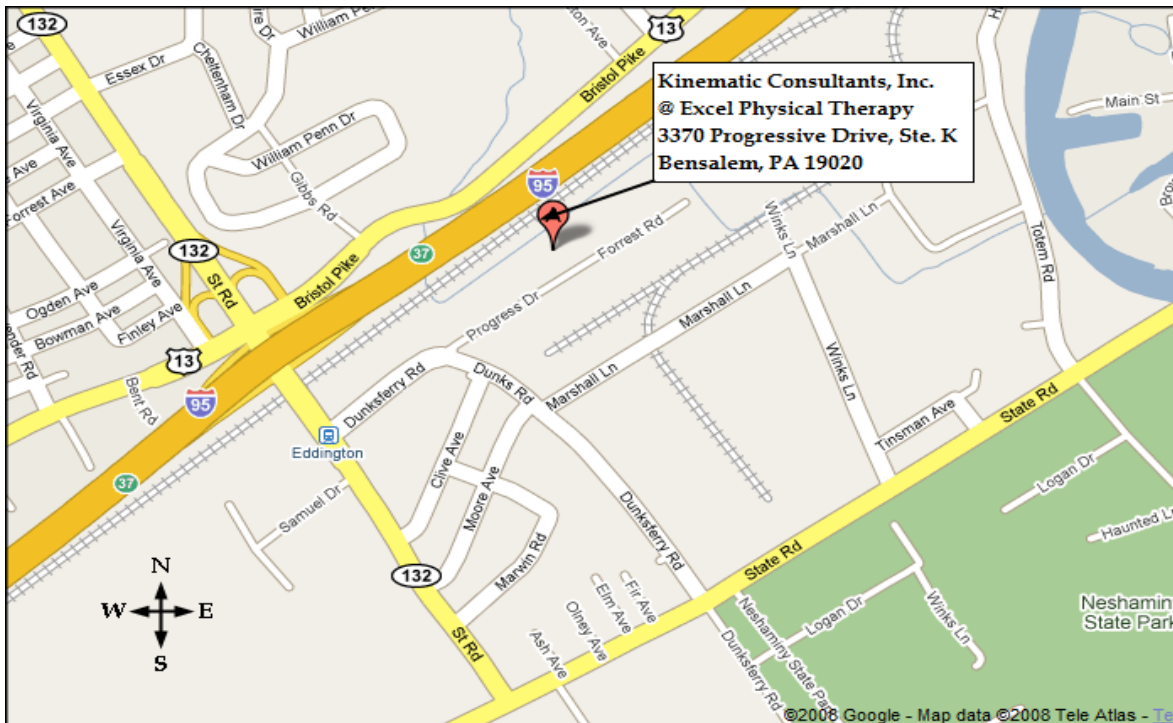 132
William Penn
Essex Dr
Cheltenham Dr
Virginia Ave
William Penn Dr
Gibbs Rd
Bristol Pike
13
Kinematic Consultants, Inc.
@ Excel Physical Therapy
3370 Progressive Drive, Ste. K
Bensalem, PA 19020
Main St
95
Forrest Ave
Virginia Ave
132
St Rd
37
Bristol Pike
Forrest Rd
Winks Ln
Marshall Ln
Totem Rd
Ogden Ave
Bowman Ave
Finley Ave
Progress Dr
Marshall Ln
13
Bent Rd
95
Dunksferry Rd
Dunks Rd
Marshall Ln
Winks Ln
State Rd
Tinsman Ave
Eddington
Clive Ave
Moore Ave
37
Samuel Dr
Dunksferry Rd
Logan Dr
Haunted Ln
132
Marwin Rd
State Rd
N
W
E
S
St Rd
Fir Ave
Elm Ave
Olney Ave
Ash Ave
Logan Dr
Winks Ln
Neshaminy
State Park
Dunksferry Rd
Neshaminy State Park
©2008 Google - Map data ©2008 Tele Atlas - Te